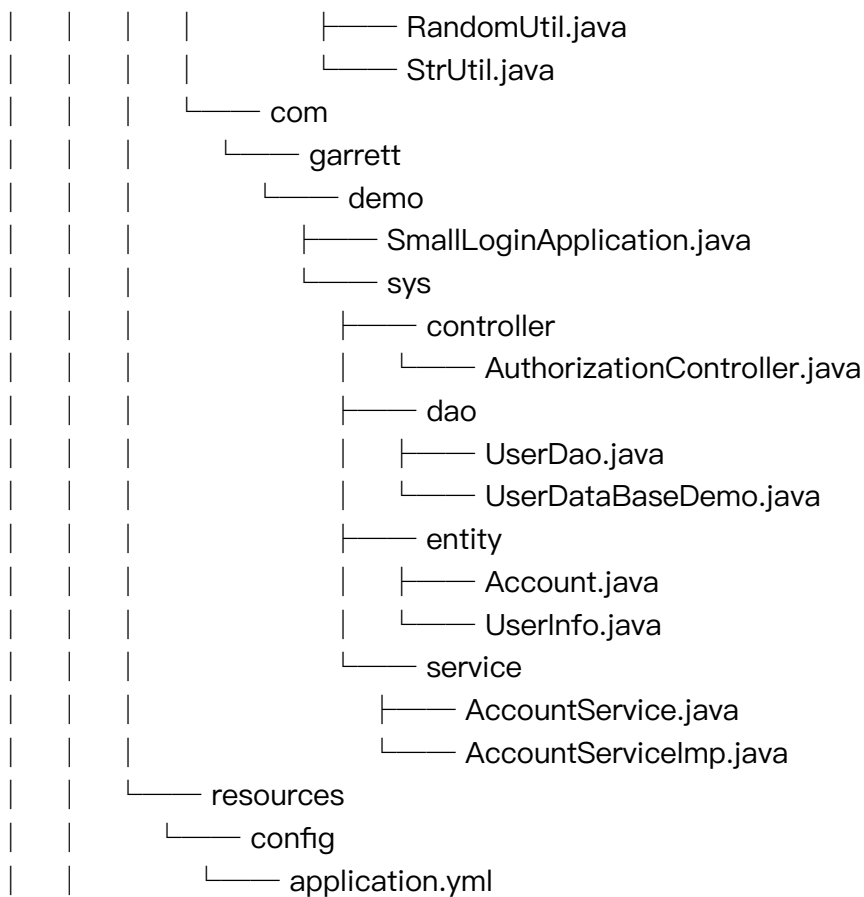 │ │ │ │ ├─── RandomUtil.java
│ │ │ │ └─── StrUtil.java
│ │ │ └─── com
│ │ │ └─── garrett
│ │ │ └─── demo
│ │ │ ├─── SmallLoginApplication.java
│ │ │ └─── sys
│ │ │ ├─── controller
│ │ │ │ └─── AuthorizationController.java
│ │ │ ├─── dao
│ │ │ │ ├─── UserDao.java
│ │ │ │ └─── UserDataBaseDemo.java
│ │ │ ├─── entity
│ │ │ │ ├─── Account.java
│ │ │ │ └─── UserInfo.java
│ │ │ └─── service
│ │ │ ├─── AccountService.java
│ │ │ └─── AccountServiceImp.java
│ │ └─── resources
│ │ └─── config
│ │ └─── application.yml